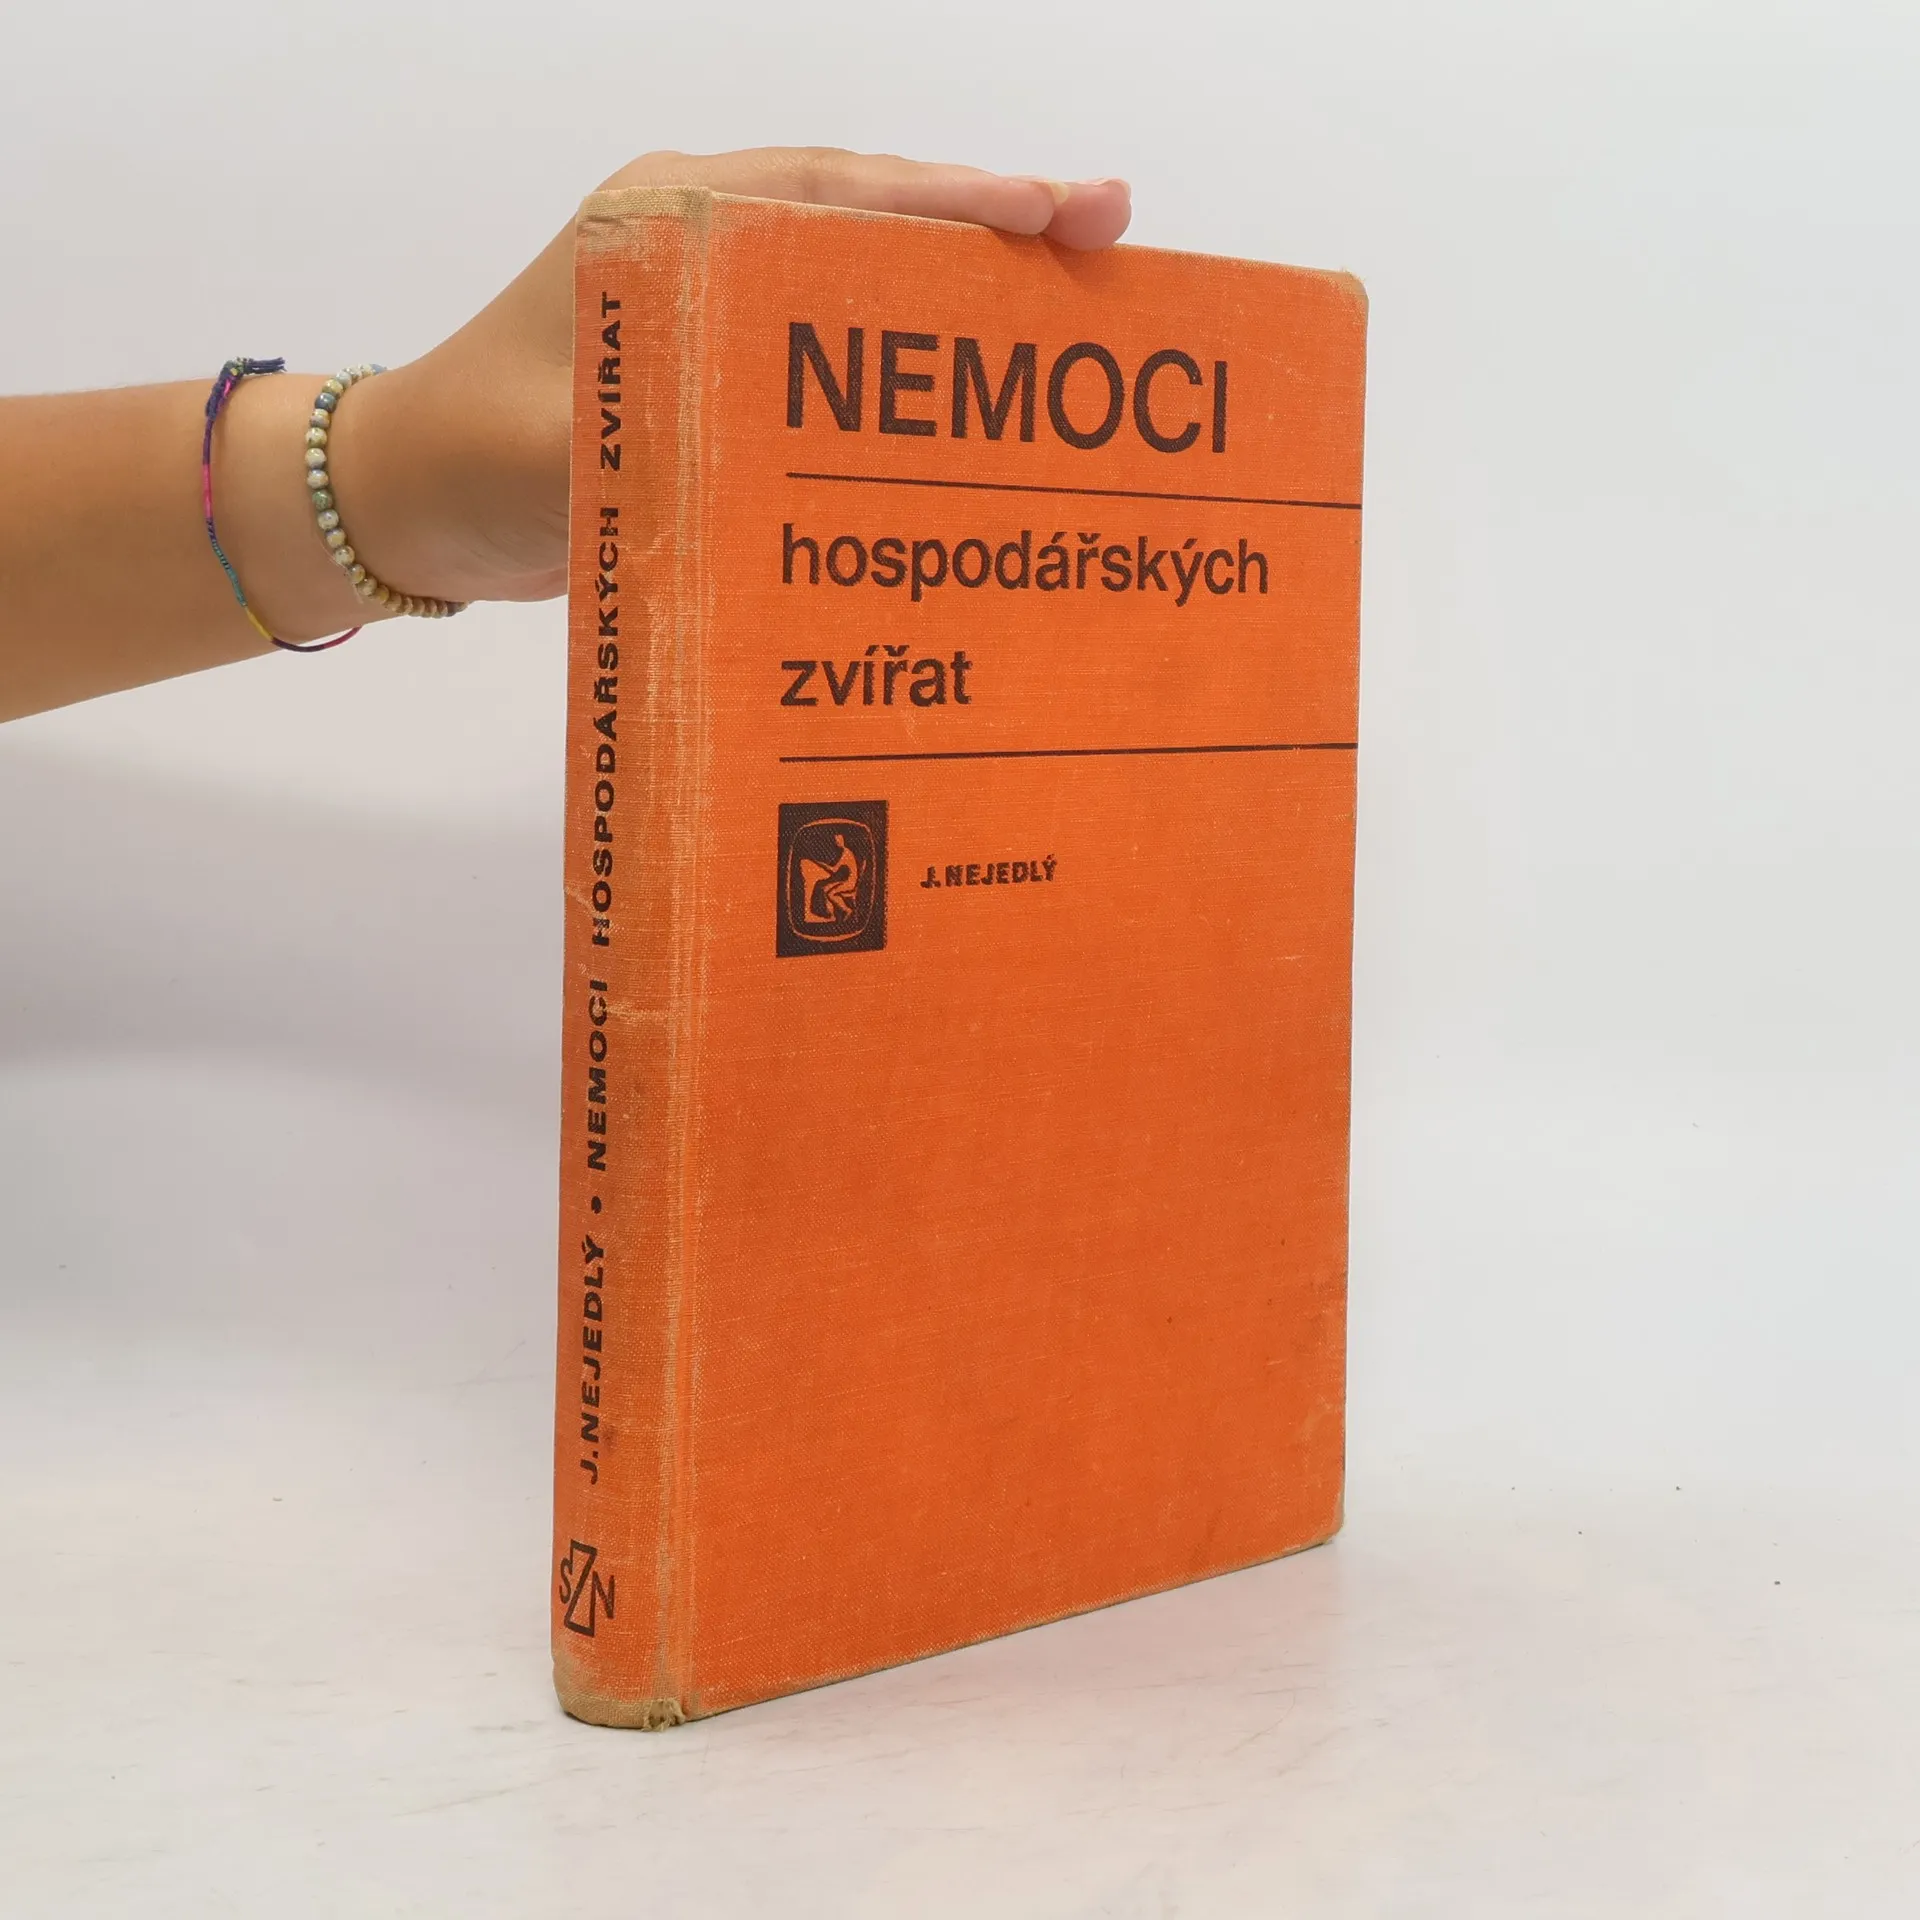 NEMOCI
hospodářských
zvířat
J. NEJEDLÝ
J. NEJEDLÝ • NEMOCI HOSPODÁŘSKÝCH ZVÍŘAT
SZN